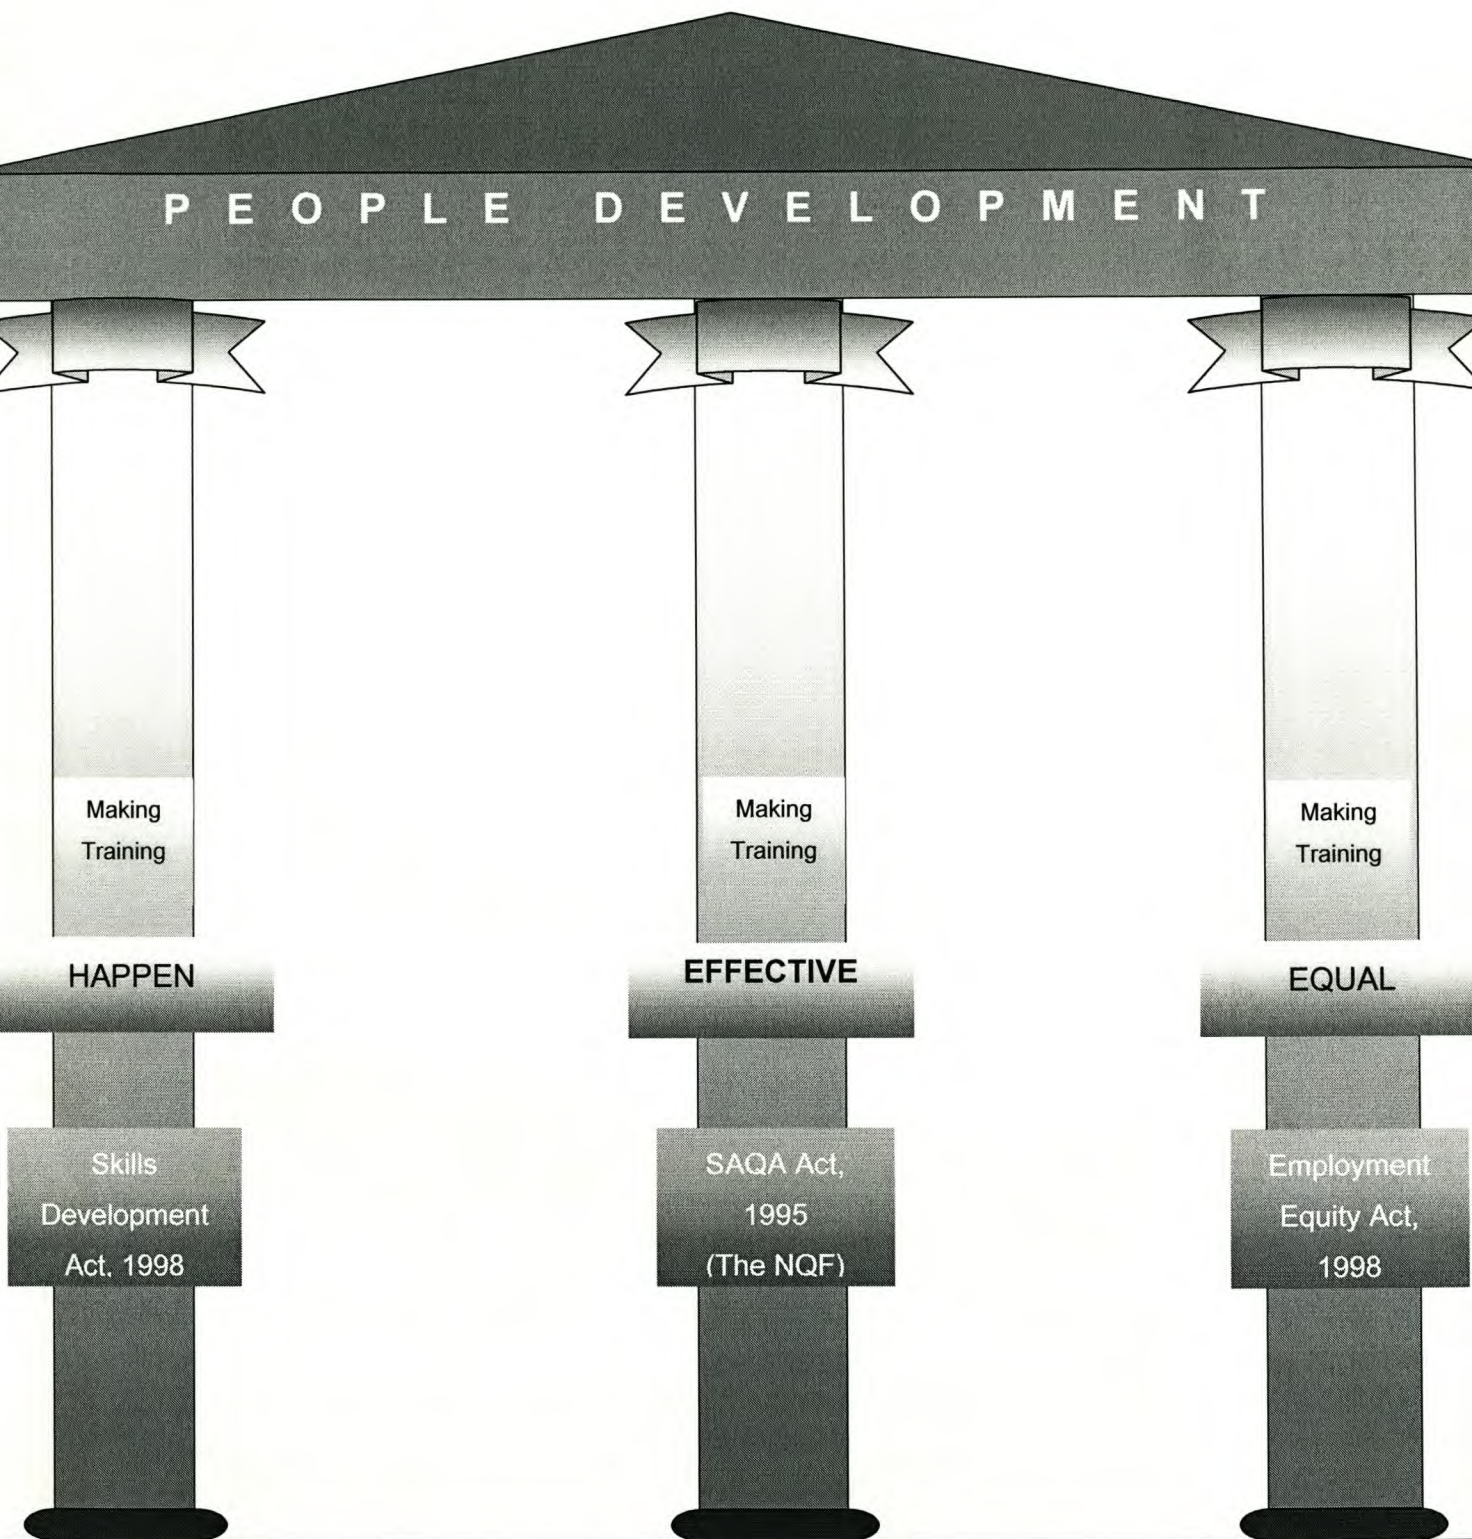 PEOPLE DEVELOPMENT
Making
Training
HAPPEN
Skills
Development
Act, 1998
Making
Training
EFFECTIVE
SAQA Act,
1995
(The NQF)
Making
Training
EQUAL
Employment
Equity Act,
1998